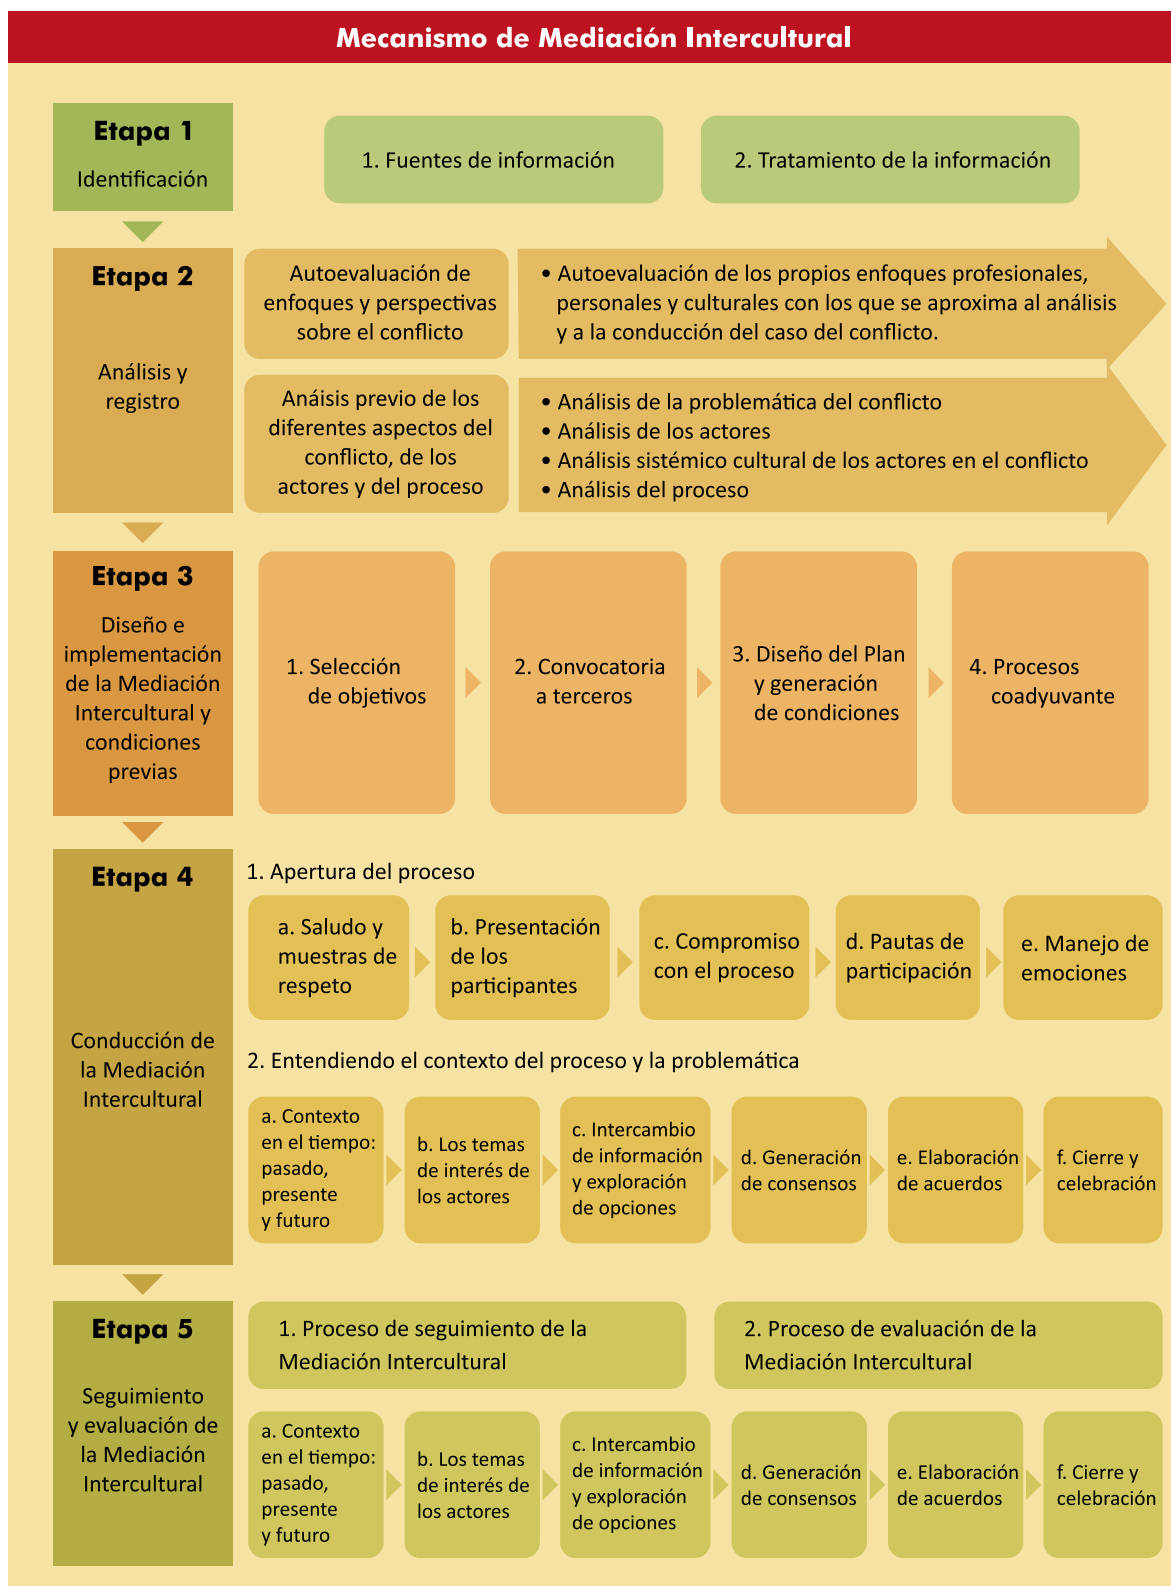 Mecanismo de Mediación Intercultural
Etapa 1
Identificación
1. Fuentes de información
2. Tratamiento de la información
Etapa 2
Análisis y
registro
Autoevaluación de
enfoques y perspectivas
sobre el conflicto
• Autoevaluación de los propios enfoques profesionales,
personales y culturales con los que se aproxima al análisis
y a la conducción del caso del conflicto.
Anáisis previo de los
diferentes aspectos del
conflicto, de los
actores y del proceso
• Análisis de la problemática del conflicto
• Análisis de los actores
• Análisis sistémico cultural de los actores en el conflicto
• Análisis del proceso
Etapa 3
Diseño e
implementación
de la Mediación
Intercultural y
condiciones
previas
1. Selección
de objetivos
2. Convocatoria
a terceros
3. Diseño del Plan
y generación
de condiciones
4. Procesos
coadyuvante
Etapa 4
Conducción de
la Mediación
Intercultural
1. Apertura del proceso
a. Saludo y
muestras de
respeto
b. Presentación
de los
participantes
c. Compromiso
con el proceso
d. Pautas de
participación
e. Manejo de
emociones
2. Entendiendo el contexto del proceso y la problemática
a. Contexto
en el tiempo:
pasado,
presente
y futuro
b. Los temas
de interés de
los actores
c. Intercambio
de información
y exploración
de opciones
d. Generación
de consensos
e. Elaboración
de acuerdos
f. Cierre y
celebración
Etapa 5
Seguimiento
y evaluación de
la Mediación
Intercultural
1. Proceso de seguimiento de la
Mediación Intercultural
2. Proceso de evaluación de la
Mediación Intercultural
a. Contexto
en el tiempo:
pasado,
presente
y futuro
b. Los temas
de interés de
los actores
c. Intercambio
de información
y exploración
de opciones
d. Generación
de consensos
e. Elaboración
de acuerdos
f. Cierre y
celebración